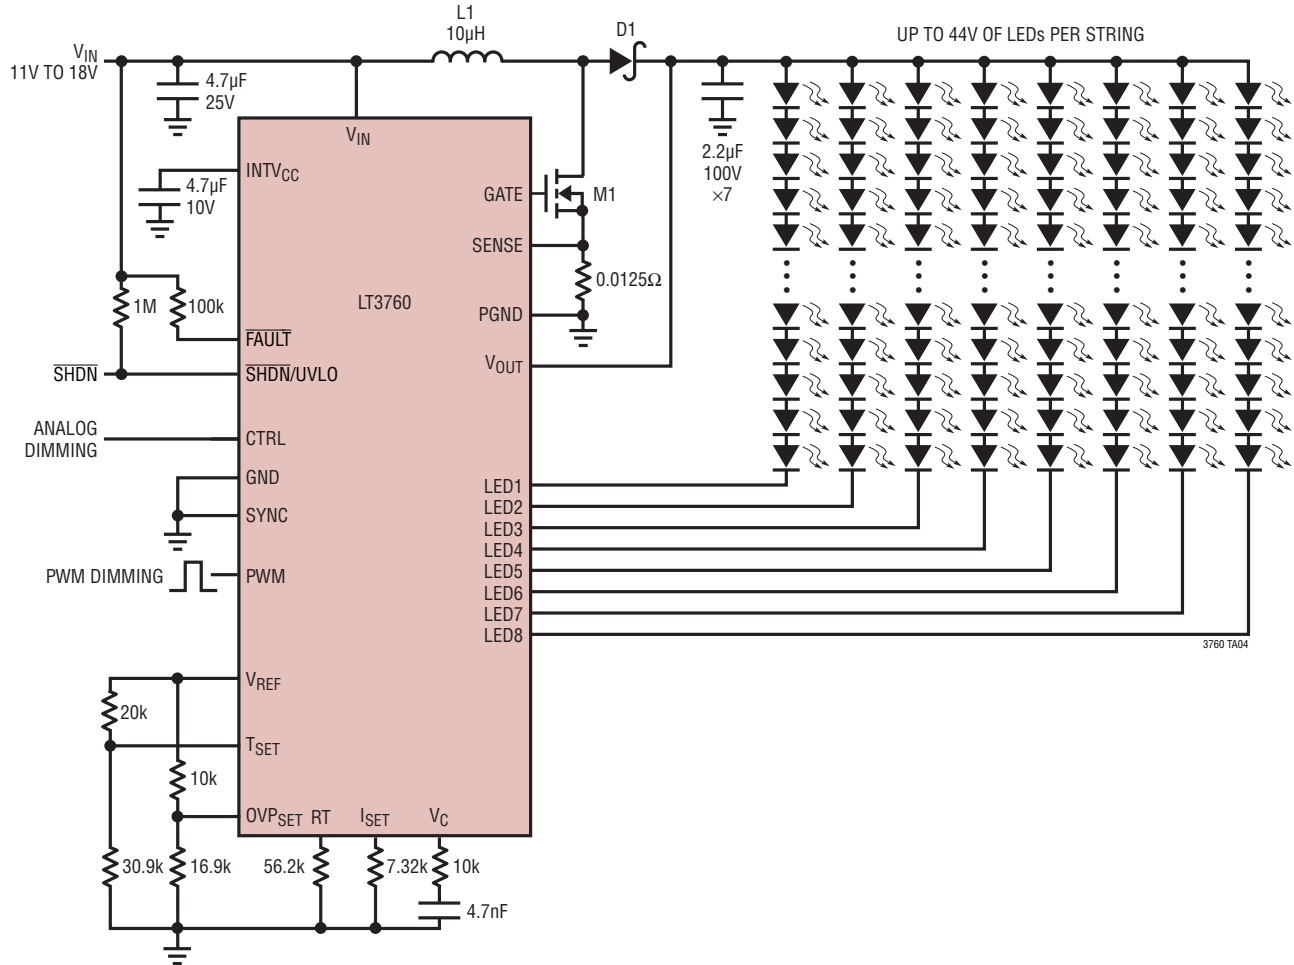 L1
10µH
D1
UP TO 44V OF LEDs PER STRING
VIN
11V TO 18V
4.7µF
25V
VIN
2.2µF
100V
×7
INTVCC
4.7µF
10V
GATE
M1
SENSE
0.0125Ω
1M
100k
LT3760
PGND
FAULT
VOUT
SHDN
SHDN/UVLO
ANALOG
DIMMING
CTRL
GND
SYNC
LED1
LED2
LED3
LED4
LED5
LED6
LED7
LED8
PWM DIMMING
PWM
3760 TA04
VREF
20k
TSET
10k
OVPSET
RT
ISET
VC
30.9k
16.9k
56.2k
7.32k
10k
4.7nF